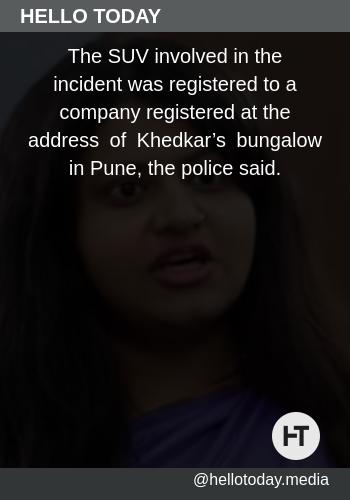 HELLO TODAY
The SUV involved in the
incident was registered to a
company registered at the
address of Khedkar’s bungalow
in Pune, the police said.
HT
@hellotoday.media